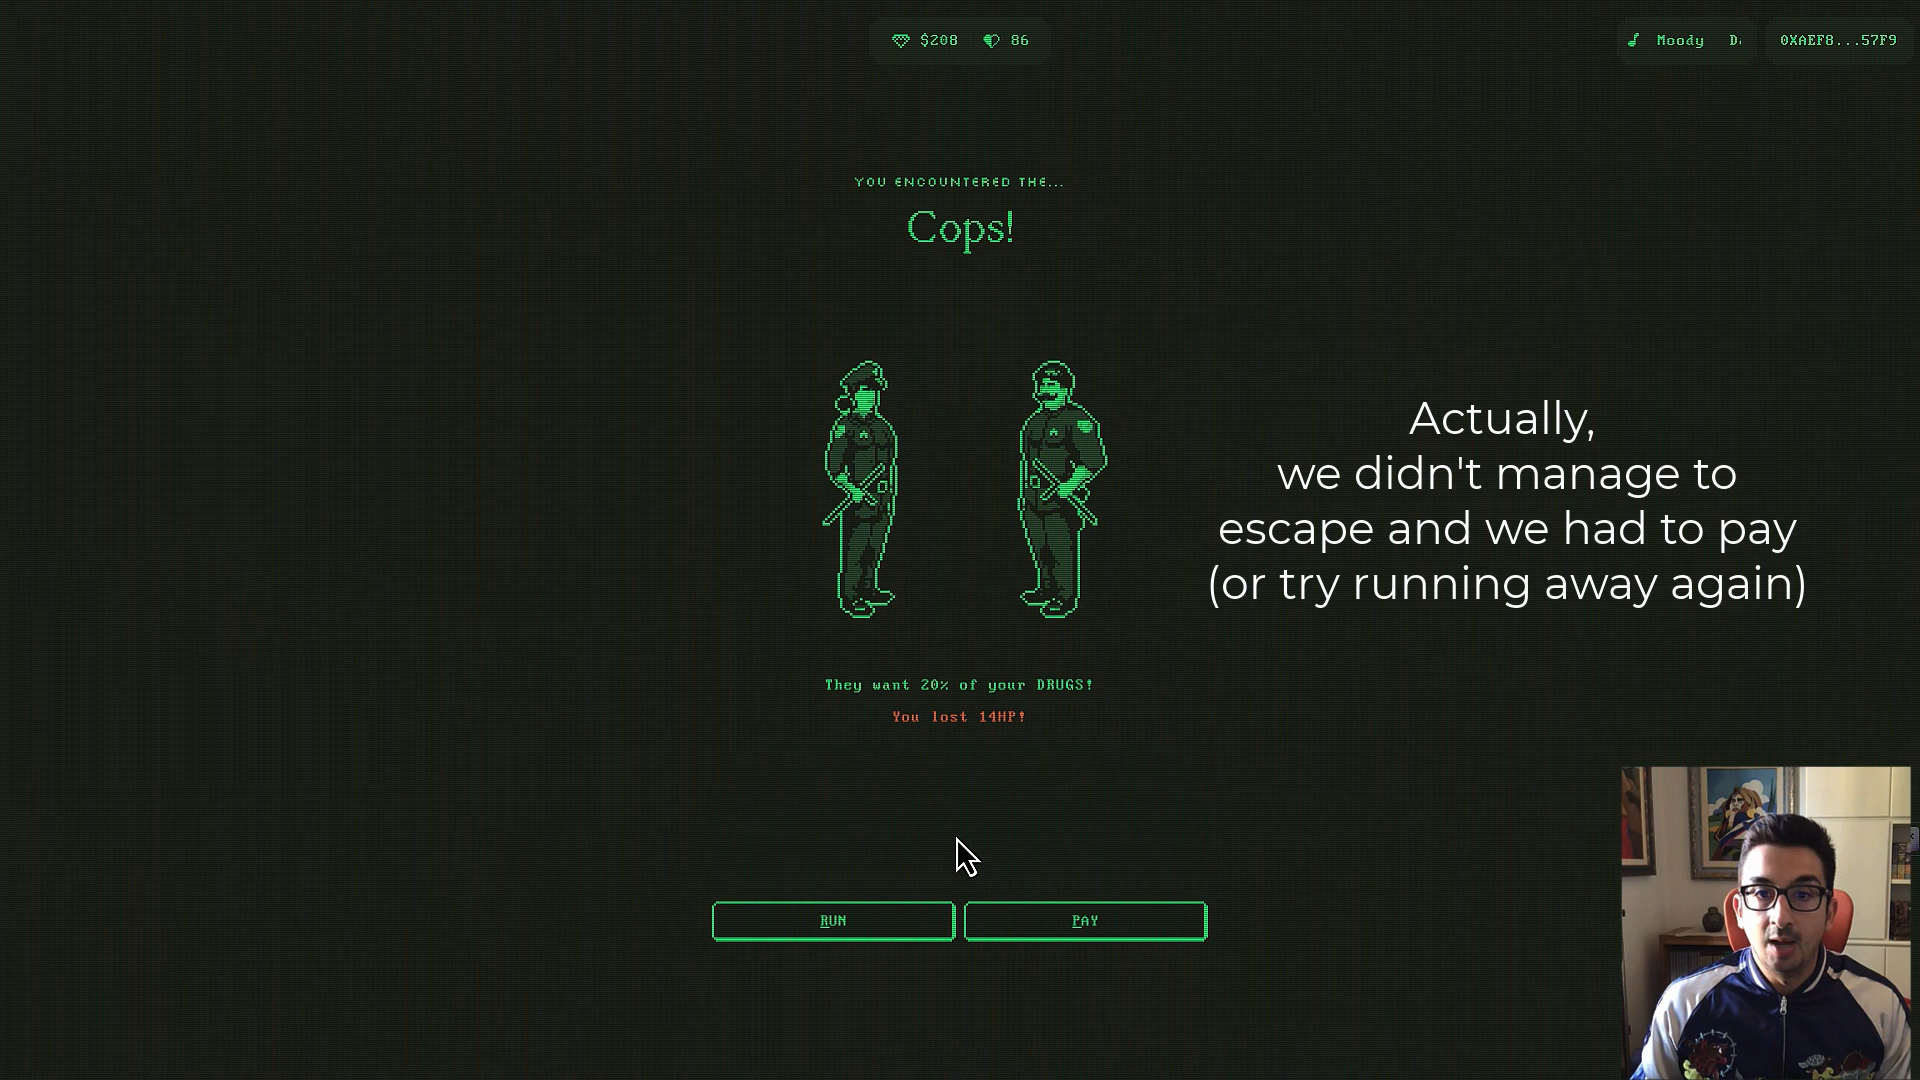 $208 86
Moody
0XAEF8...57F9
YOU ENCOUNTERED THE...
Cops!
Actually,
we didn't manage to
escape and we had to pay
(or try running away again)
They want 20% of your DRUGS!
You lost 14HP!
RUN
PAY